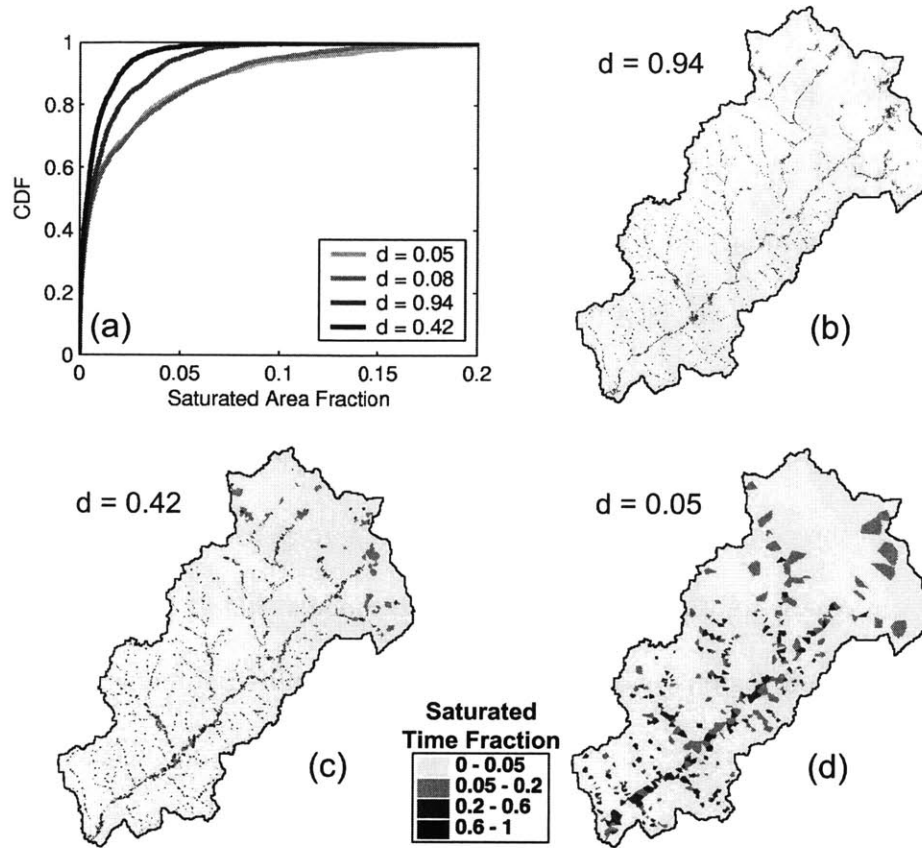 1
0.8
0.6
0.4
0.2
0
CDF
(a)
d = 0.05
d = 0.08
d = 0.94
d = 0.42
0 0.05 0.1 0.15 0.2
Saturated Area Fraction
d = 0.94
(b)
d = 0.42
(c)
Saturated
Time Fraction
0 - 0.05
0.05 - 0.2
0.2 - 0.6
0.6 - 1
d = 0.05
(d)